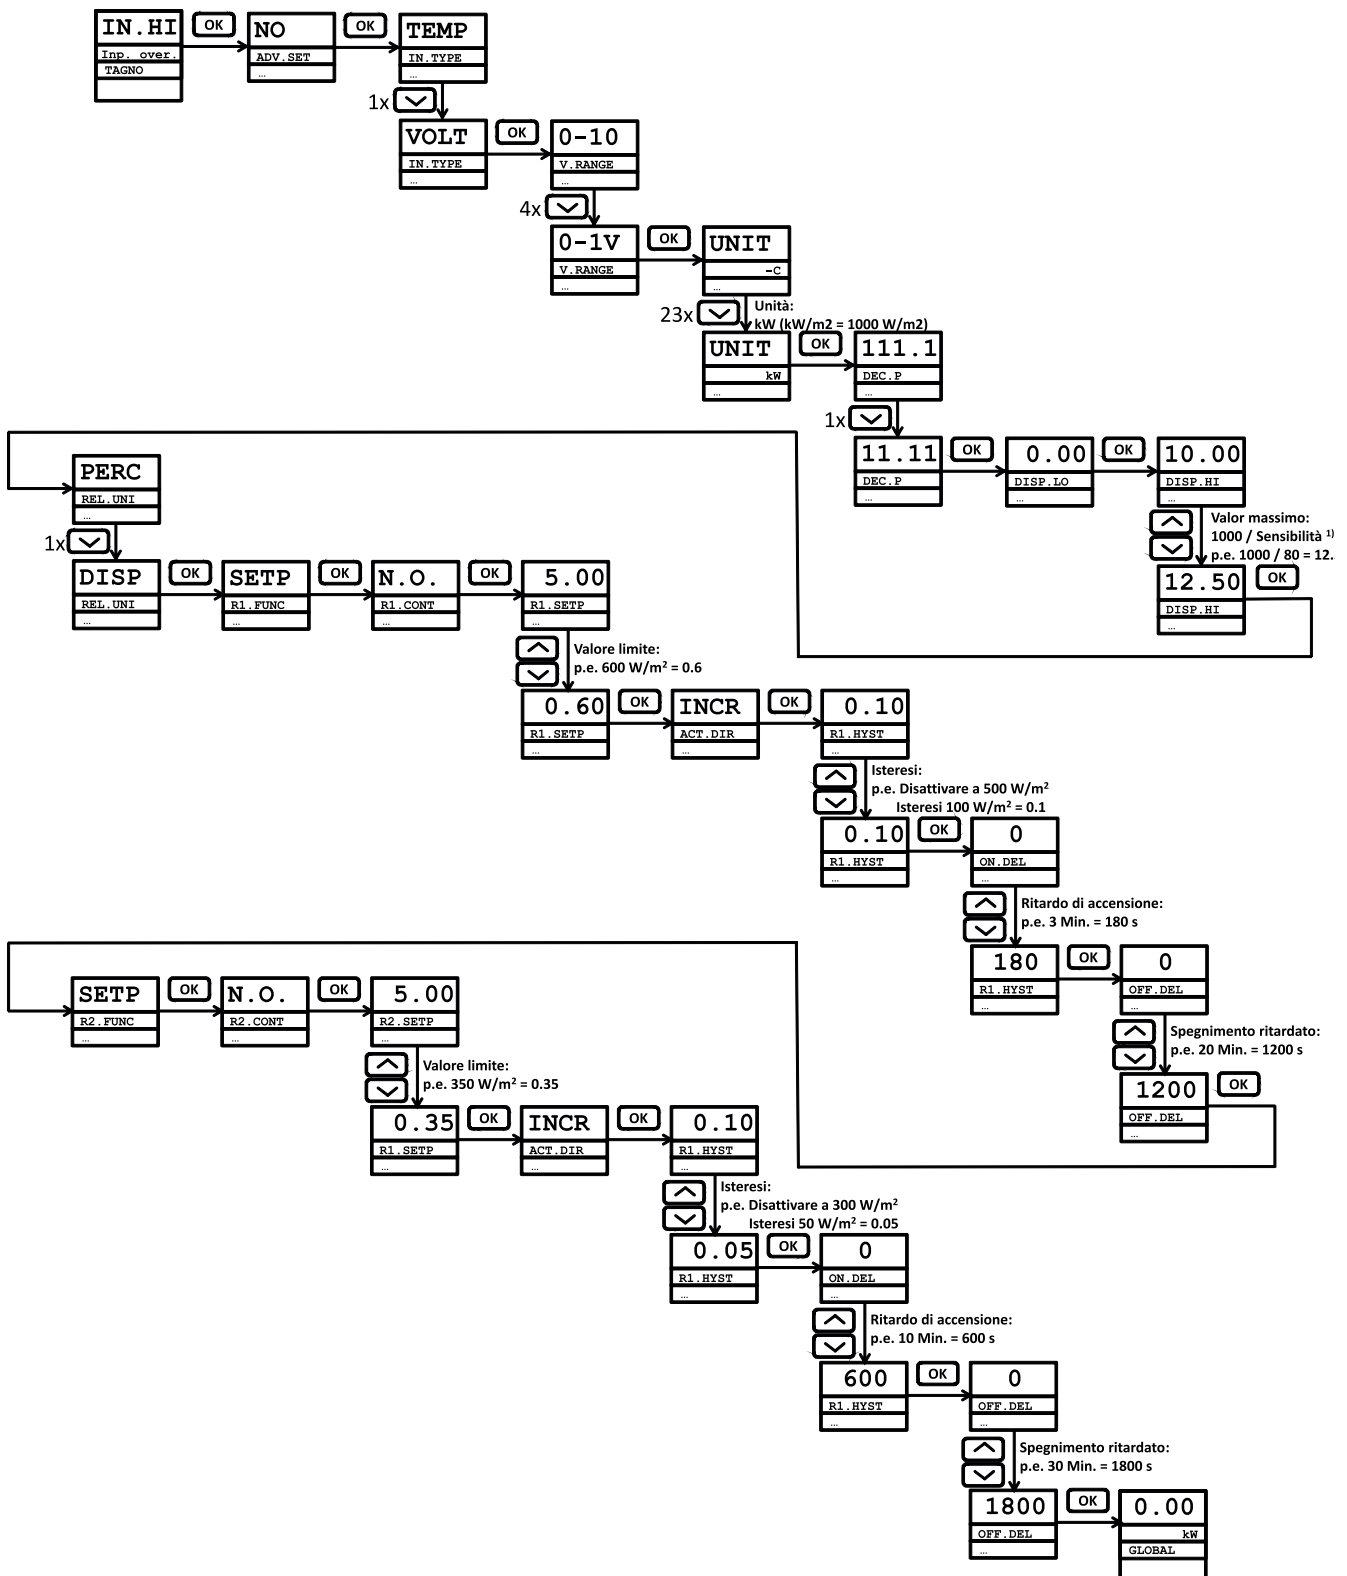 IN.HI
Inp. over.
TAGNO
OK
NO
ADV.SET
...
OK
TEMP
IN.TYPE
...
1x
VOLT
IN.TYPE
...
OK
0-10
V.RANGE
...
4x
0-1V
V.RANGE
...
OK
UNIT
-C
...
23x
Unità:
kW (kW/m2 = 1000 W/m2)
UNIT
kW
...
OK
111.1
DEC.P
...
1x
11.11
DEC.P
...
OK
0.00
DISP.LO
...
OK
10.00
DISP.HI
...
Valor massimo:
1000 / Sensibilità 1)
p.e. 1000 / 80 = 12.
12.50
DISP.HI
...
OK
PERC
REL.UNI
...
1x
DISP
REL.UNI
...
OK
SETP
R1.FUNC
...
OK
N.O.
R1.CONT
...
OK
5.00
R1.SETP
...
Valore limite:
p.e. 600 W/m² = 0.6
0.60
R1.SETP
...
OK
INCR
ACT.DIR
...
OK
0.10
R1.HYST
...
Isteresi:
p.e. Disattivare a 500 W/m²
Isteresi 100 W/m² = 0.1
0.10
R1.HYST
...
OK
0
ON.DEL
...
Ritardo di accensione:
p.e. 3 Min. = 180 s
180
R1.HYST
...
OK
0
OFF.DEL
...
Spegnimento ritardato:
p.e. 20 Min. = 1200 s
1200
OFF.DEL
...
OK
SETP
R2.FUNC
...
OK
N.O.
R2.CONT
...
OK
5.00
R2.SETP
...
Valore limite:
p.e. 350 W/m² = 0.35
0.35
R1.SETP
...
OK
INCR
ACT.DIR
...
OK
0.10
R1.HYST
...
Isteresi:
p.e. Disattivare a 300 W/m²
Isteresi 50 W/m² = 0.05
0.05
R1.HYST
...
OK
0
ON.DEL
...
Ritardo di accensione:
p.e. 10 Min. = 600 s
600
R1.HYST
...
OK
0
OFF.DEL
...
Spegnimento ritardato:
p.e. 30 Min. = 1800 s
1800
OFF.DEL
...
OK
0.00
kW
GLOBAL